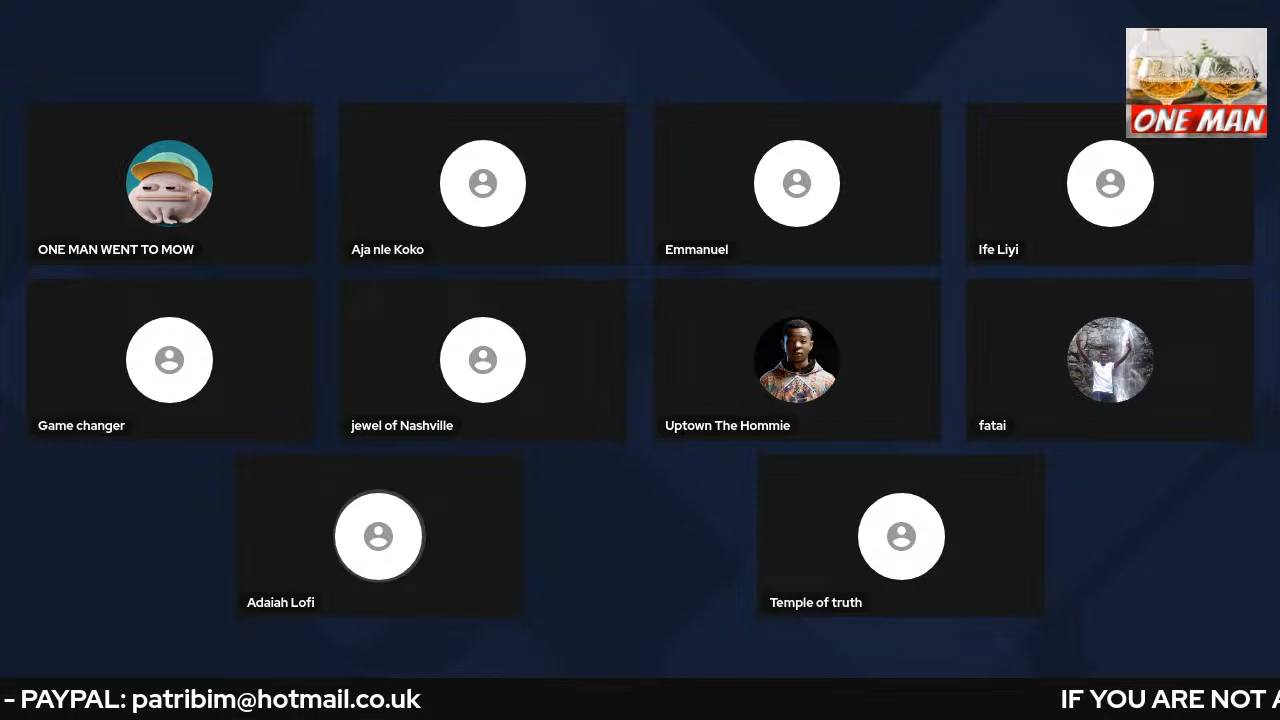 ONE MAN
ONE MAN WENT TO MOW
Aja nle Koko
Emmanuel
Ife Liyi
Game changer
jewel of Nashville
Uptown The Hommie
fatai
Adaiah Lofi
Temple of truth
- PAYPAL: patribim@hotmail.co.uk
IF YOU ARE NOT